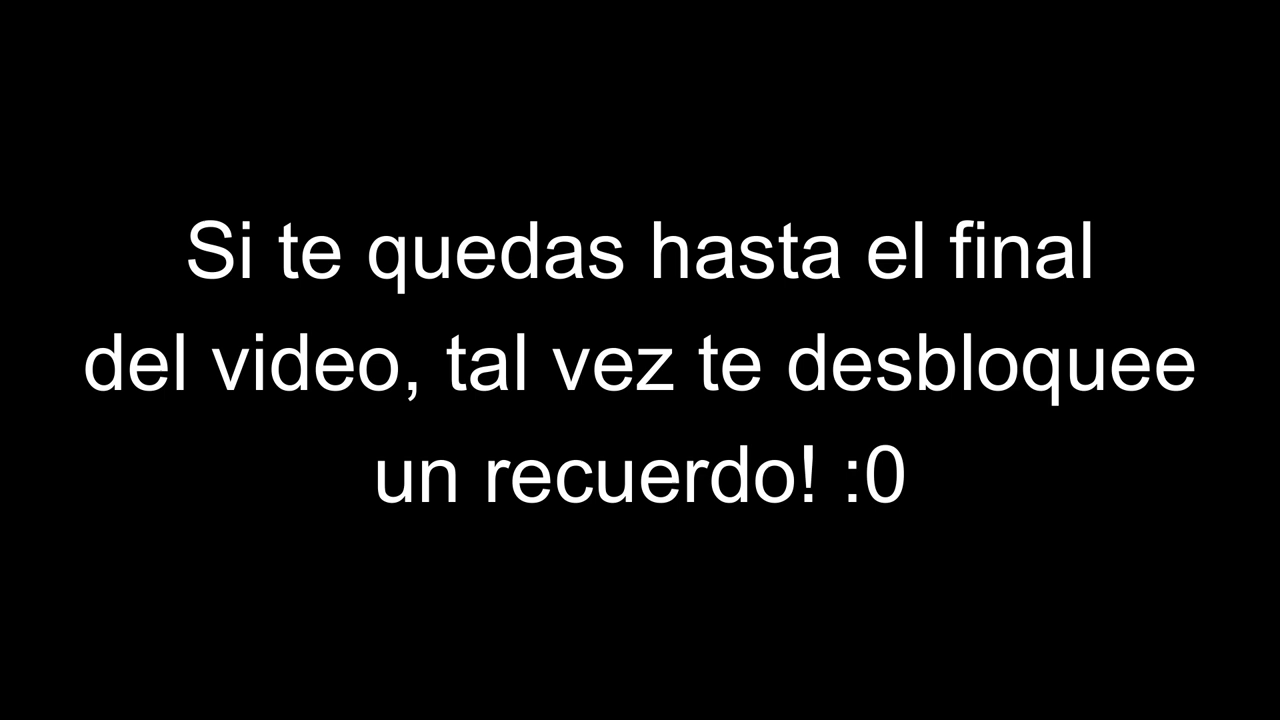 Si te quedas hasta el final
del video, tal vez te desbloquee
un recuerdo! :0